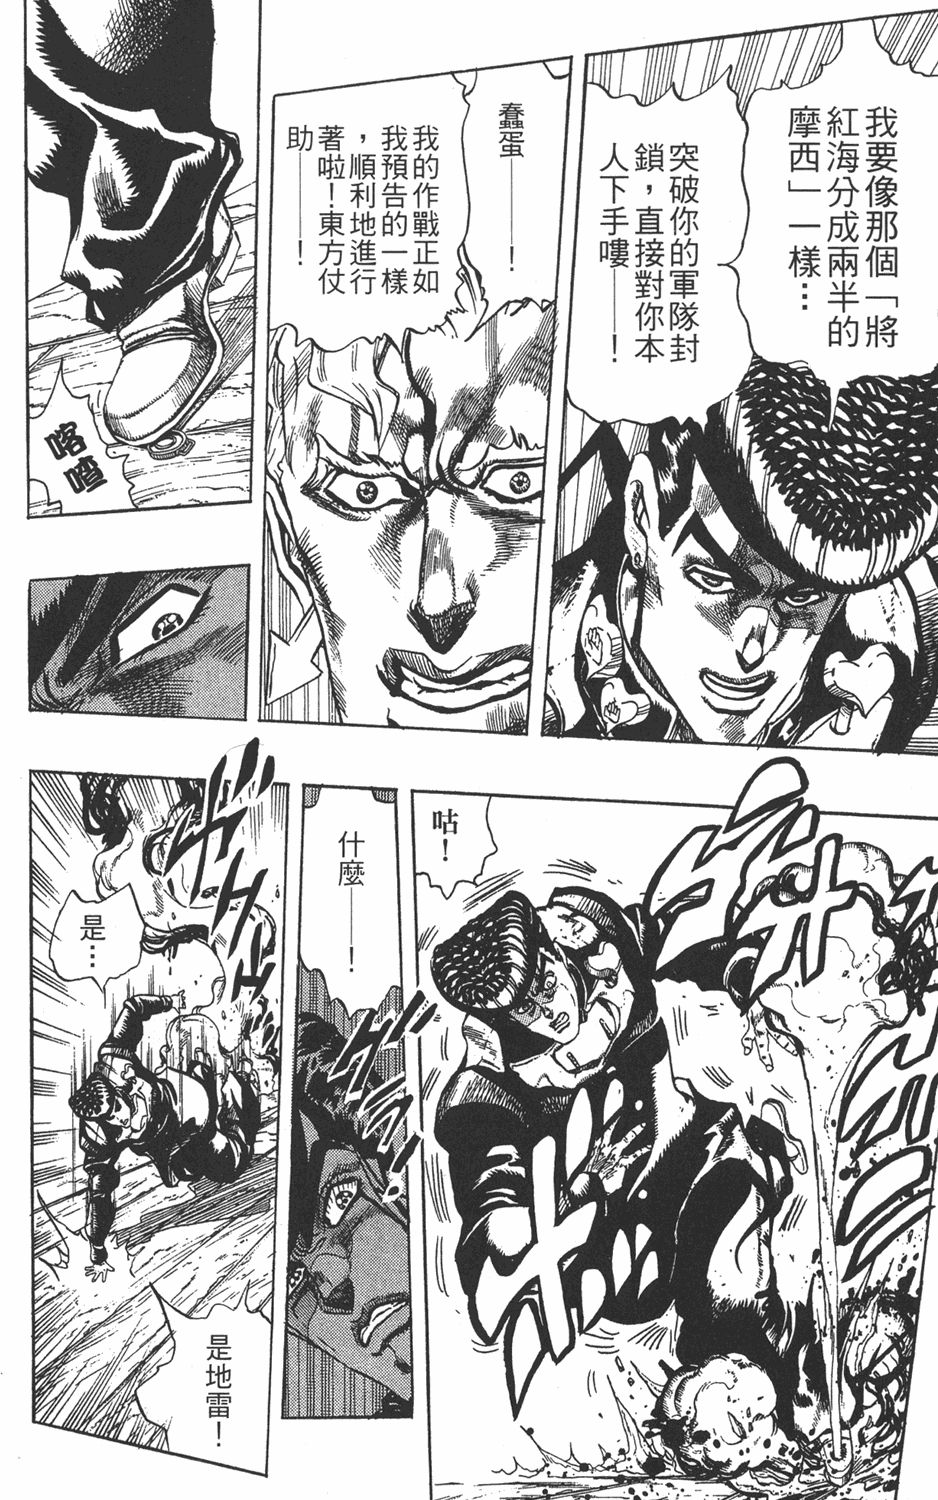 我要像那個「將
紅海分成兩半的
摩西」一樣…
突破你的軍隊封
鎖，直接對你本
人下手嘍——！
蠢蛋——！
我的作戰正如
我預告的一樣
，順利地進行
著啦！東方仗
助——！
喀
喳
咕！
什麼——！
是…
是地雷！